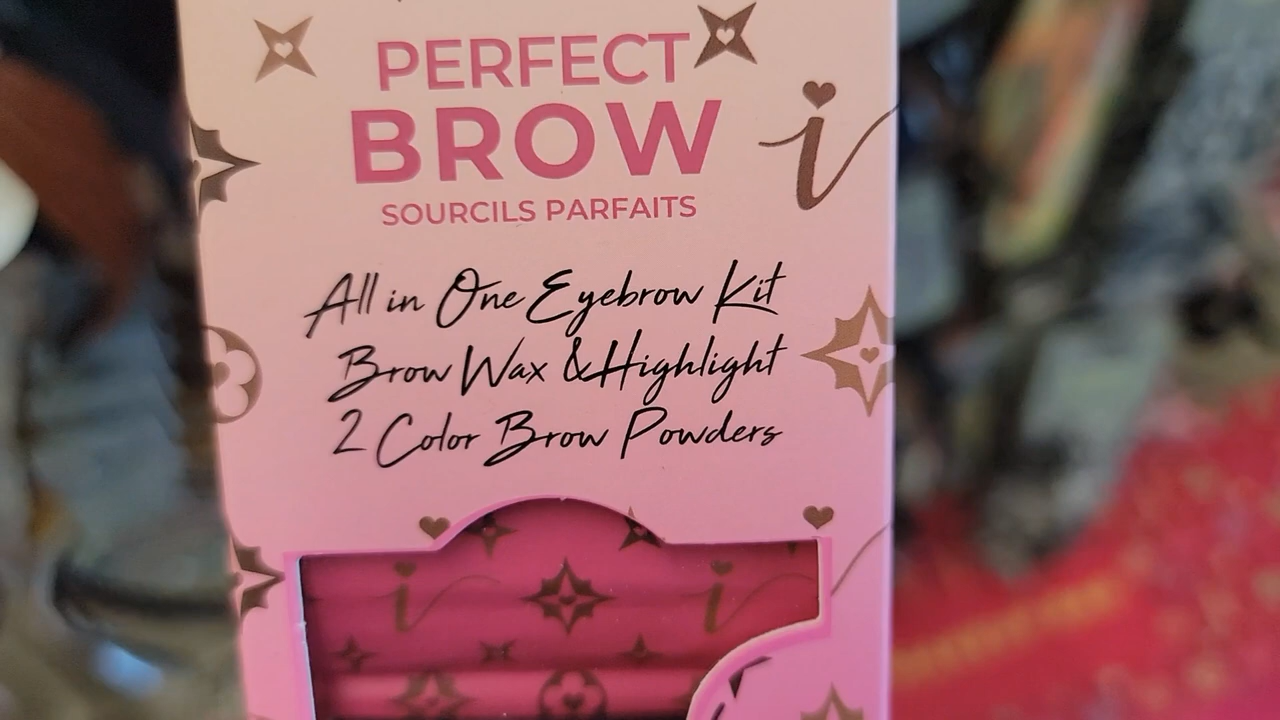 PERFECT
BROW
SOURCILS PARFAITS
All in One Eyebrow Kit
Brow Wax & Highlight
2 Color Brow Powders
i
i
i